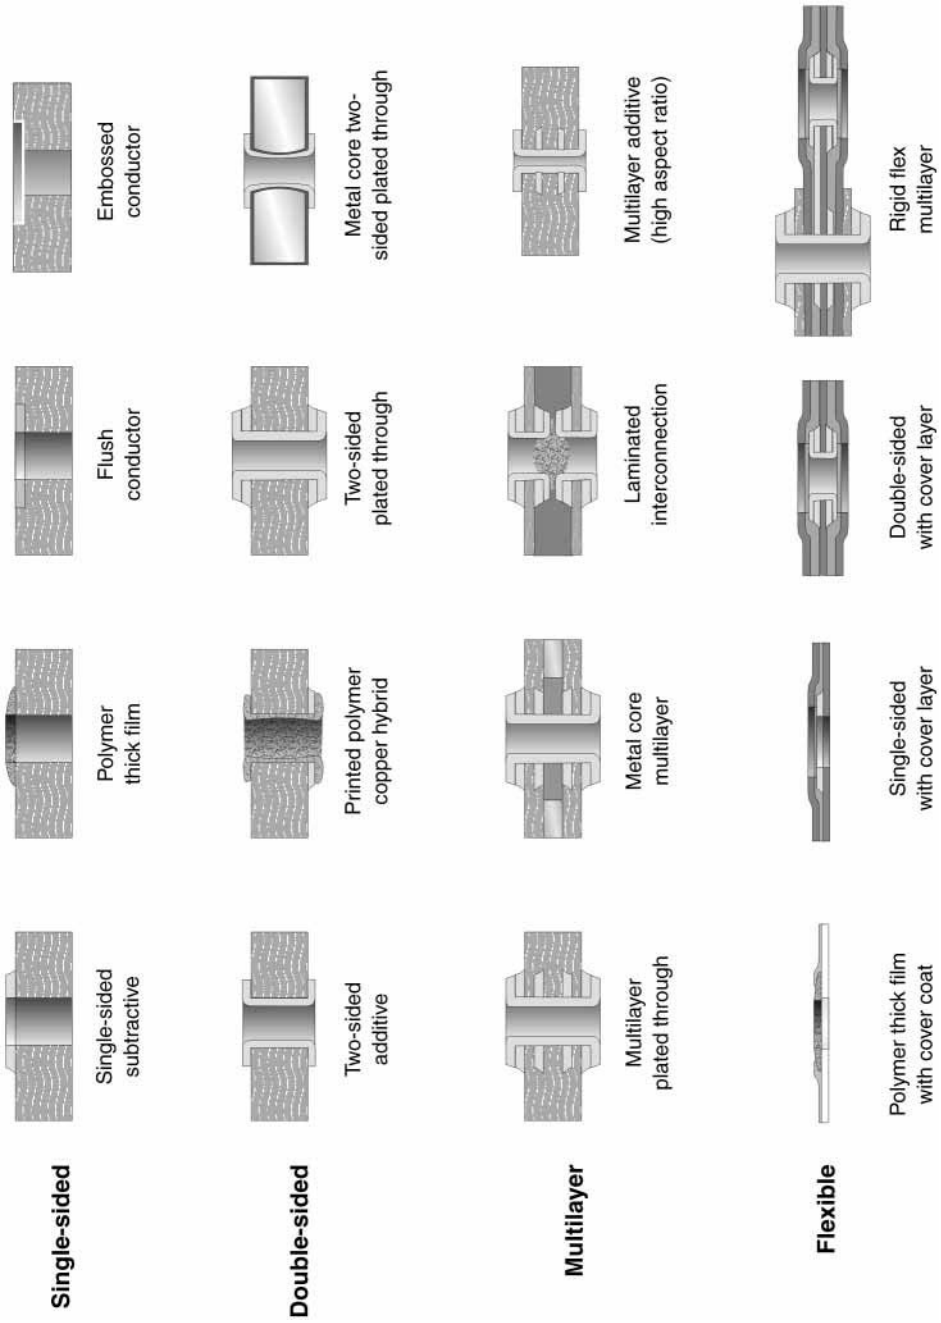 Single-sided
Single-sided
subtractive
Polymer
thick film
Flush
conductor
Embossed
conductor
Double-sided
Two-sided
additive
Printed polymer
copper hybrid
Two-sided
plated through
Metal core two-
sided plated through
Multilayer
Multilayer
plated through
Metal core
multilayer
Laminated
interconnection
Multilayer additive
(high aspect ratio)
Flexible
Polymer thick film
with cover coat
Single-sided
with cover layer
Double-sided
with cover layer
Rigid flex
multilayer